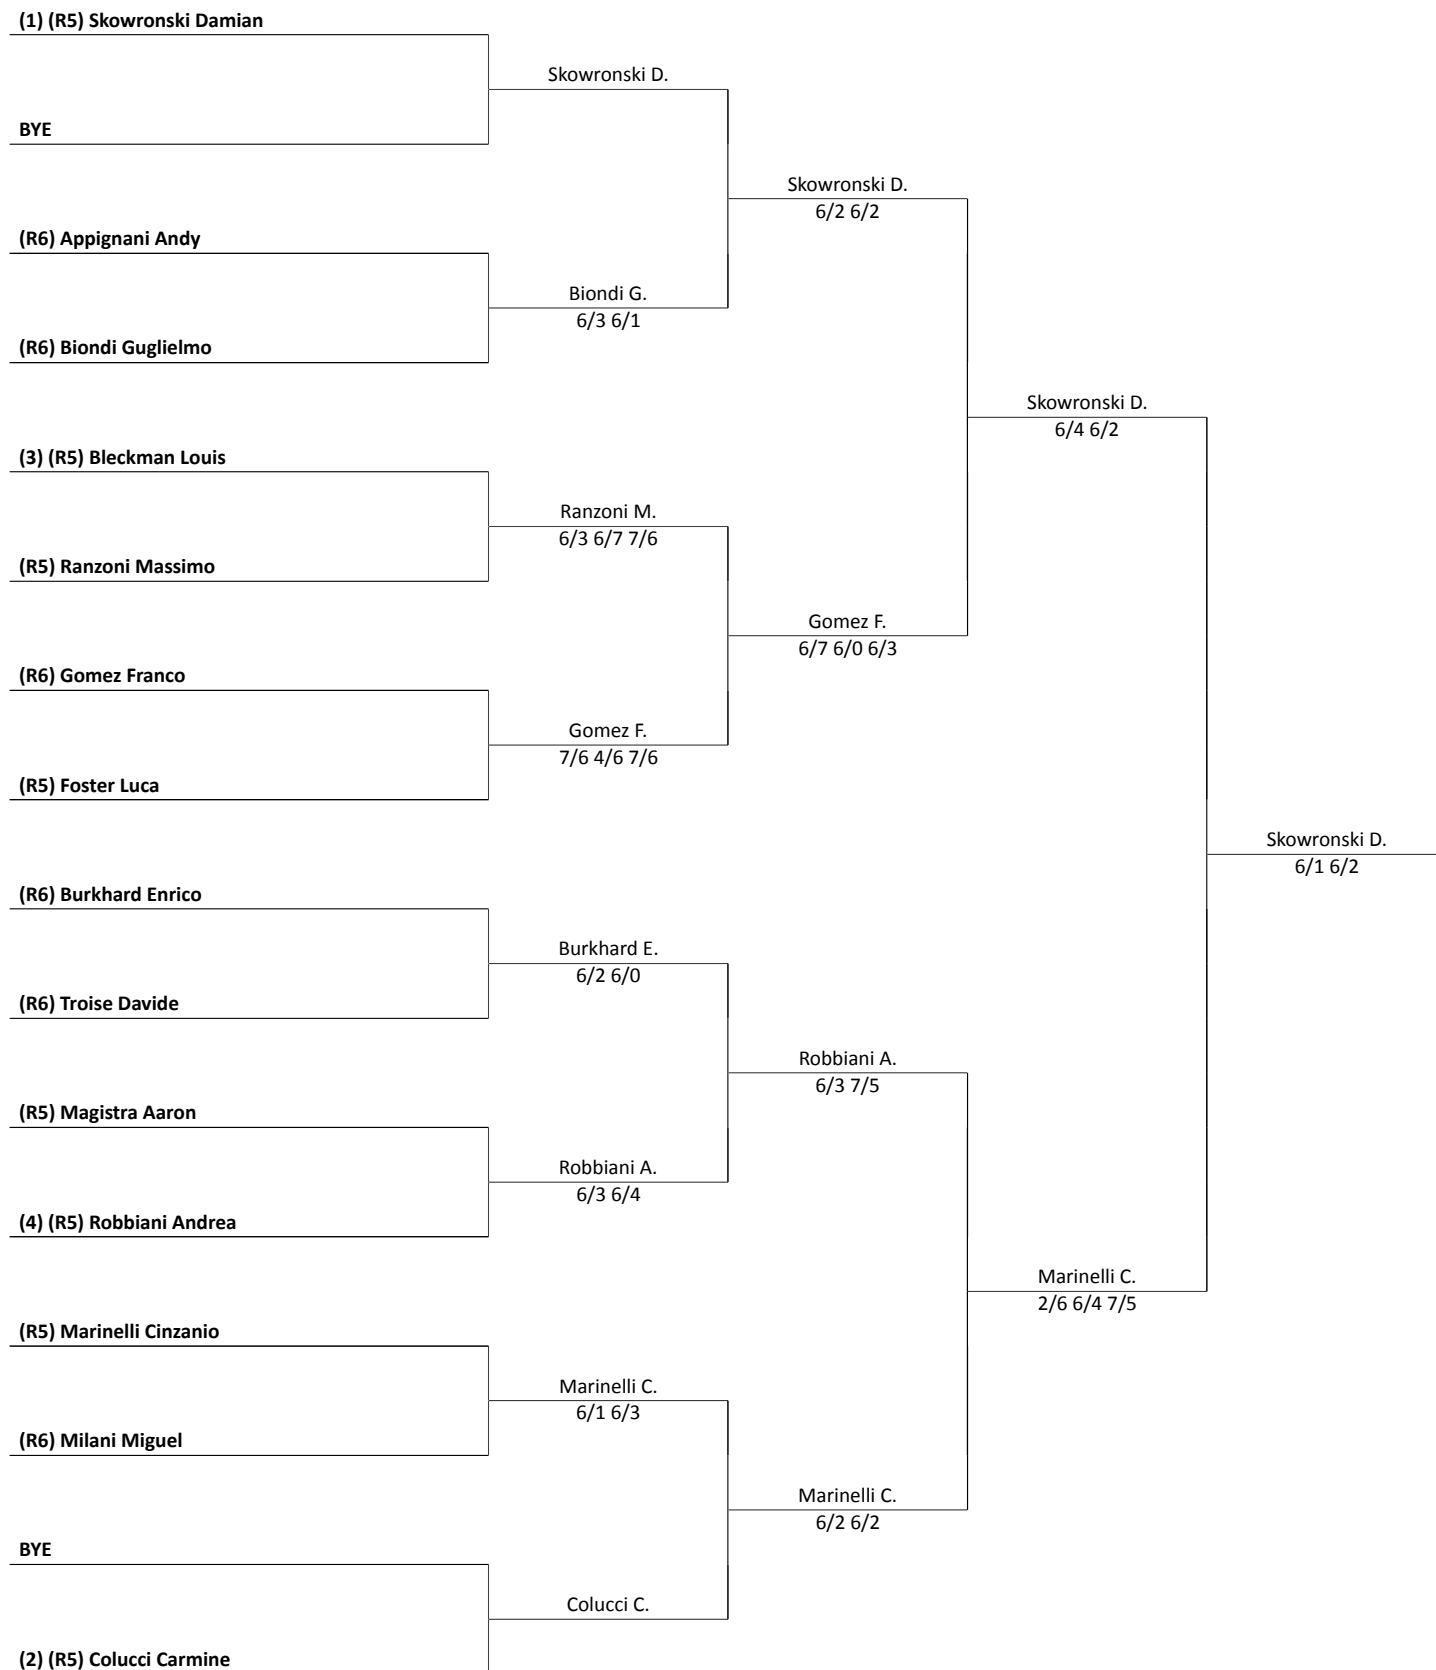 (1) (R5) Skowronski Damian
Skowronski D.
BYE
Skowronski D.
6/2 6/2
(R6) Appignani Andy
Biondi G.
6/3 6/1
(R6) Biondi Guglielmo
Skowronski D.
6/4 6/2
(3) (R5) Bleckman Louis
Ranzoni M.
6/3 6/7 7/6
(R5) Ranzoni Massimo
Gomez F.
6/7 6/0 6/3
(R6) Gomez Franco
Gomez F.
7/6 4/6 7/6
(R5) Foster Luca
Skowronski D.
6/1 6/2
(R6) Burkhard Enrico
Burkhard E.
6/2 6/0
(R6) Troise Davide
Robbiani A.
6/3 7/5
(R5) Magistra Aaron
Robbiani A.
6/3 6/4
(4) (R5) Robbiani Andrea
Marinelli C.
2/6 6/4 7/5
(R5) Marinelli Cinzanio
Marinelli C.
6/1 6/3
(R6) Milani Miguel
Marinelli C.
6/2 6/2
BYE
Colucci C.
(2) (R5) Colucci Carmine